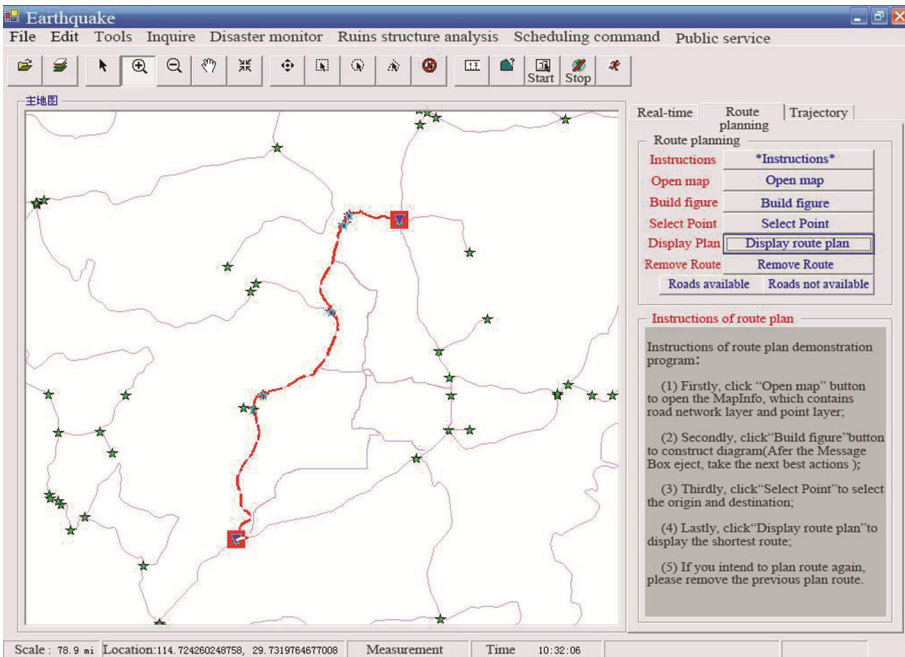 Earthquake
File Edit Tools Inquire Disaster monitor Ruins structure analysis Scheduling command Public service
Start Stop
主地图
Real-time Route planning Trajectory
Route planning
Instructions *Instructions*
Open map Open map
Build figure Build figure
Select Point Select Point
Display Plan Display route plan
Remove Route Remove Route
Roads available Roads not available
Instructions of route plan
Instructions of route plan demonstration
program:
(1) Firstly, click “Open map” button
to open the MapInfo, which contains
road network layer and point layer;
(2) Secondly, click“Build figure”button
to construct diagram(Afer the Message
Box eject, take the next best actions );
(3) Thirdly, click“Select Point”to select
the origin and destination;
(4) Lastly, click“Display route plan”to
display the shortest route;
(5) If you intend to plan route again,
please remove the previous plan route.
Scale : 78.9 mi Location:114.724260248758, 29.7319764677008 Measurement Time 10:32:06